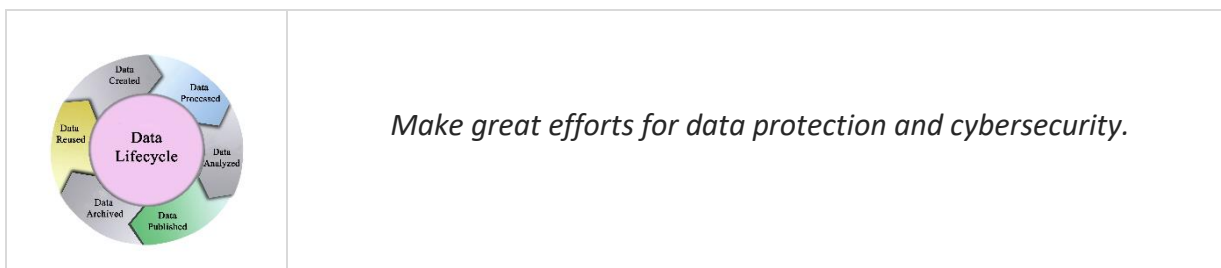 Data
Created
Data
Processed
Data
Analyzed
Data
Published
Data
Archived
Data
Reused
Data
Lifecycle
Make great efforts for data protection and cybersecurity.